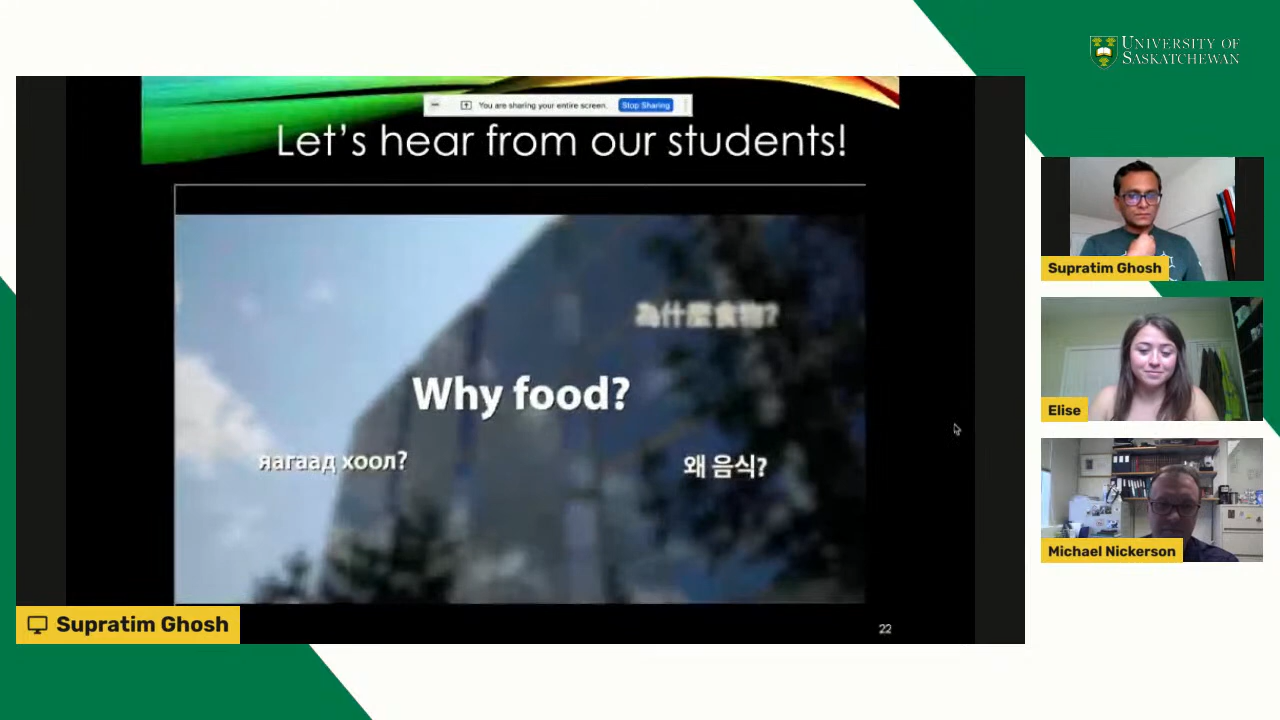 UNIVERSITY OF
SASKATCHEWAN
You are sharing your entire screen.
Stop Sharing
Let's hear from our students!
為什麼食物?
Why food?
яагаад хоол?
왜 음식?
22
Supratim Ghosh
Supratim Ghosh
Elise
Michael Nickerson